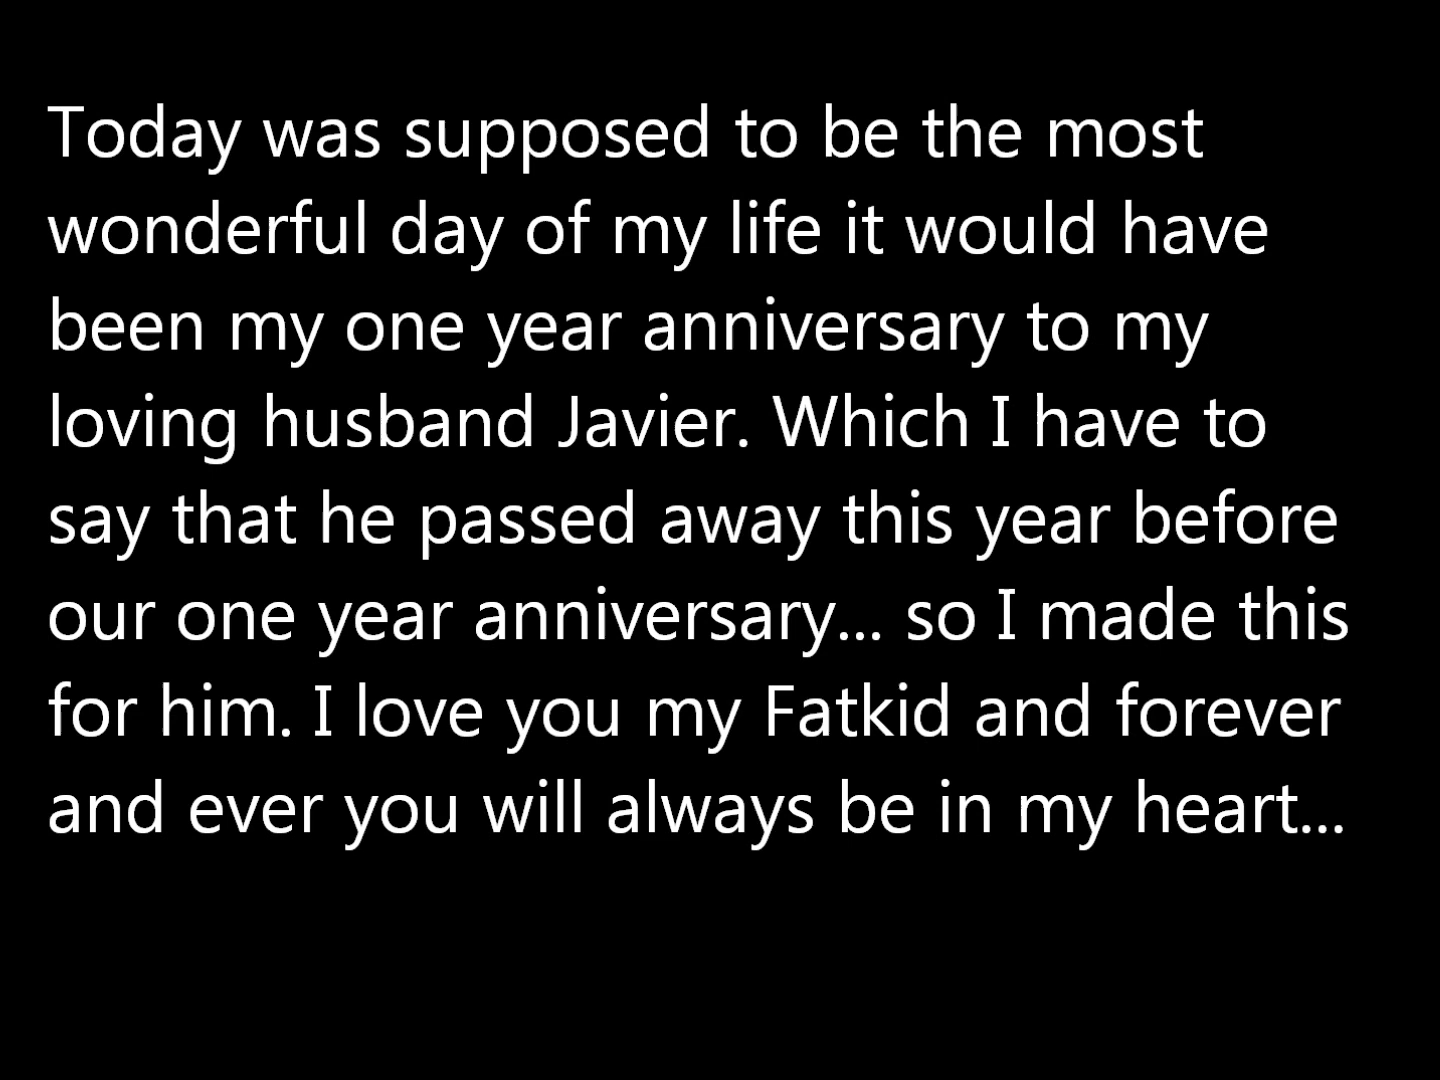 Today was supposed to be the most
wonderful day of my life it would have
been my one year anniversary to my
loving husband Javier. Which I have to
say that he passed away this year before
our one year anniversary... so I made this
for him. I love you my Fatkid and forever
and ever you will always be in my heart...